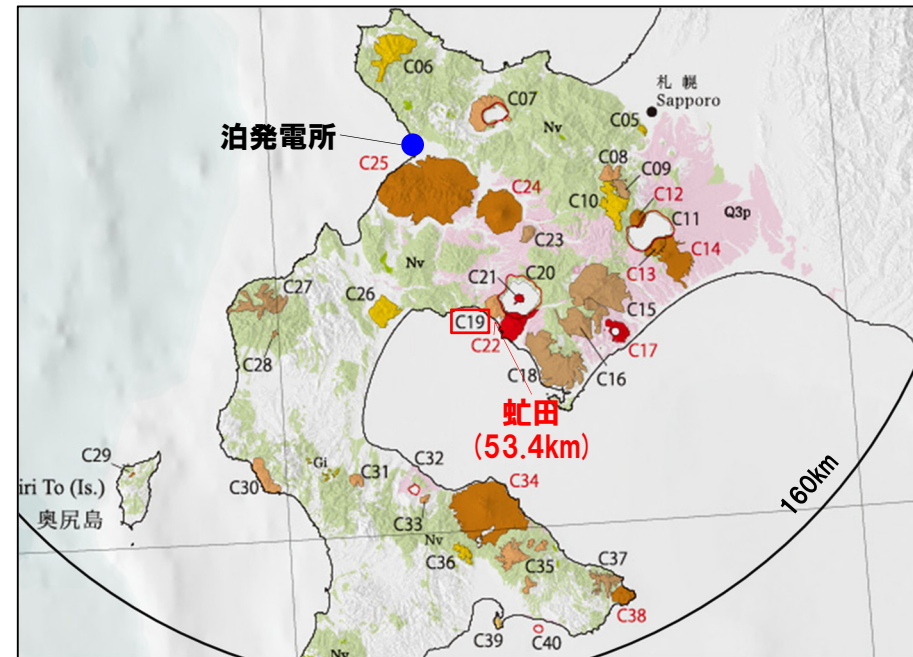 C06
C07
札幌
Sapporo
Nv
C05
泊発電所
C25
C24
C08
C09
C10
C12
C11
Q3p
C23
C13
C14
Nv
C27
C26
C21
C20
C15
C19
C22
C17
C28
C18
C16
虻田
(53.4km)
C29
iri To (Is.)
奥尻島
C30
Gi
C31
C32
C34
160km
C33
Nv
C36
C35
C37
C38
C39
C40
Nv